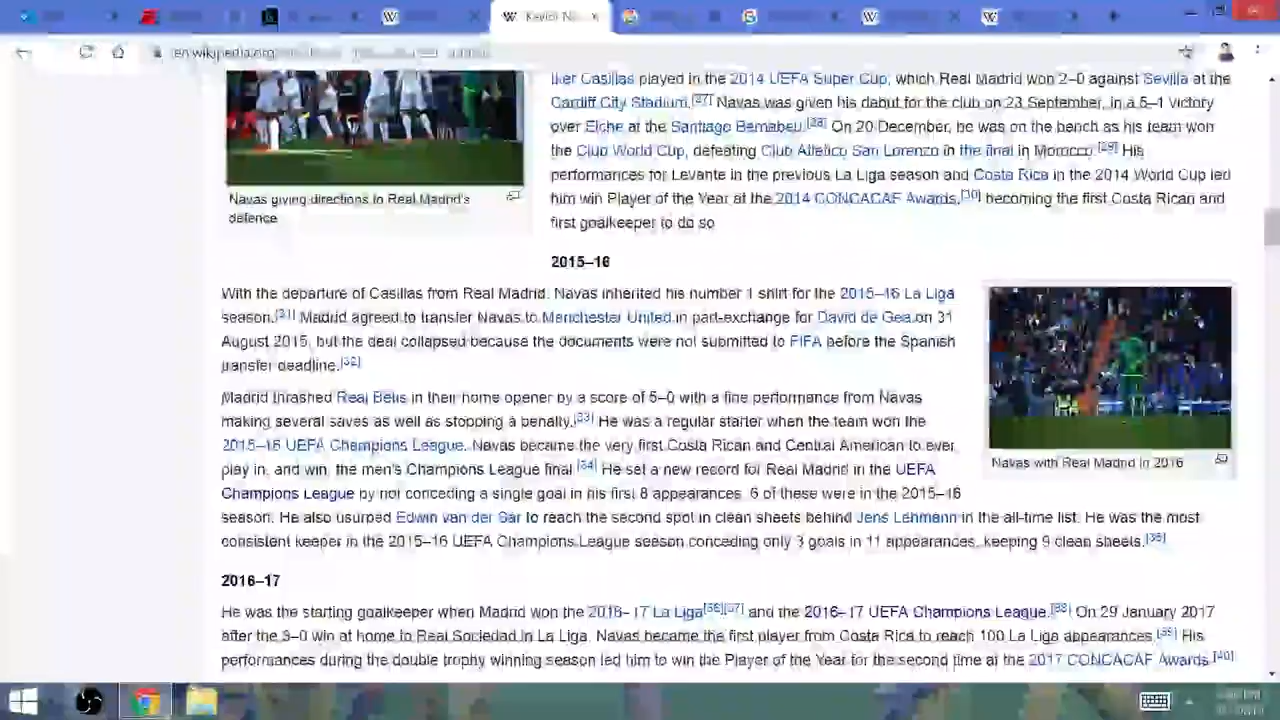 en.wikipedia.org
Iker Casillas played in the 2014 UEFA Super Cup, which Real Madrid won 2–0 against Sevilla at the
Cardiff City Stadium.[27] Navas was given his debut for the club on 23 September, in a 5–1 victory
over Elche at the Santiago Bernabeu.[28] On 20 December, he was on the bench as his team won
the Club World Cup, defeating Club Atletico San Lorenzo in the final in Morocco.[29] His
performances for Levante in the previous La Liga season and Costa Rica in the 2014 World Cup led
him win Player of the Year at the 2014 CONCACAF Awards,[30] becoming the first Costa Rican and
first goalkeeper to do so
Navas giving directions to Real Madrid's
defence
2015–16
With the departure of Casillas from Real Madrid, Navas inherited his number 1 shirt for the 2015–16 La Liga
season.[31] Madrid agreed to transfer Navas to Manchester United in part-exchange for David de Gea on 31
August 2015, but the deal collapsed because the documents were not submitted to FIFA before the Spanish
transfer deadline.[32]
Madrid thrashed Real Betis in their home opener by a score of 5–0 with a fine performance from Navas
making several saves as well as stopping a penalty.[33] He was a regular starter when the team won the
2015–16 UEFA Champions League. Navas became the very first Costa Rican and Central American to ever
play in, and win, the men's Champions League final.[34] He set a new record for Real Madrid in the UEFA
Champions League by not conceding a single goal in his first 8 appearances, 6 of these were in the 2015–16
season. He also usurped Edwin van der Sar to reach the second spot in clean sheets behind Jens Lehmann in the all-time list. He was the most
consistent keeper in the 2015–16 UEFA Champions League season conceding only 3 goals in 11 appearances, keeping 9 clean sheets.[35]
Navas with Real Madrid in 2016
2016–17
He was the starting goalkeeper when Madrid won the 2016–17 La Liga[36][37] and the 2016–17 UEFA Champions League.[38] On 29 January 2017
after the 3–0 win at home to Real Sociedad in La Liga, Navas became the first player from Costa Rica to reach 100 La Liga appearances.[39] His
performances during the double trophy winning season led him to win the Player of the Year for the second time at the 2017 CONCACAF Awards.[40]